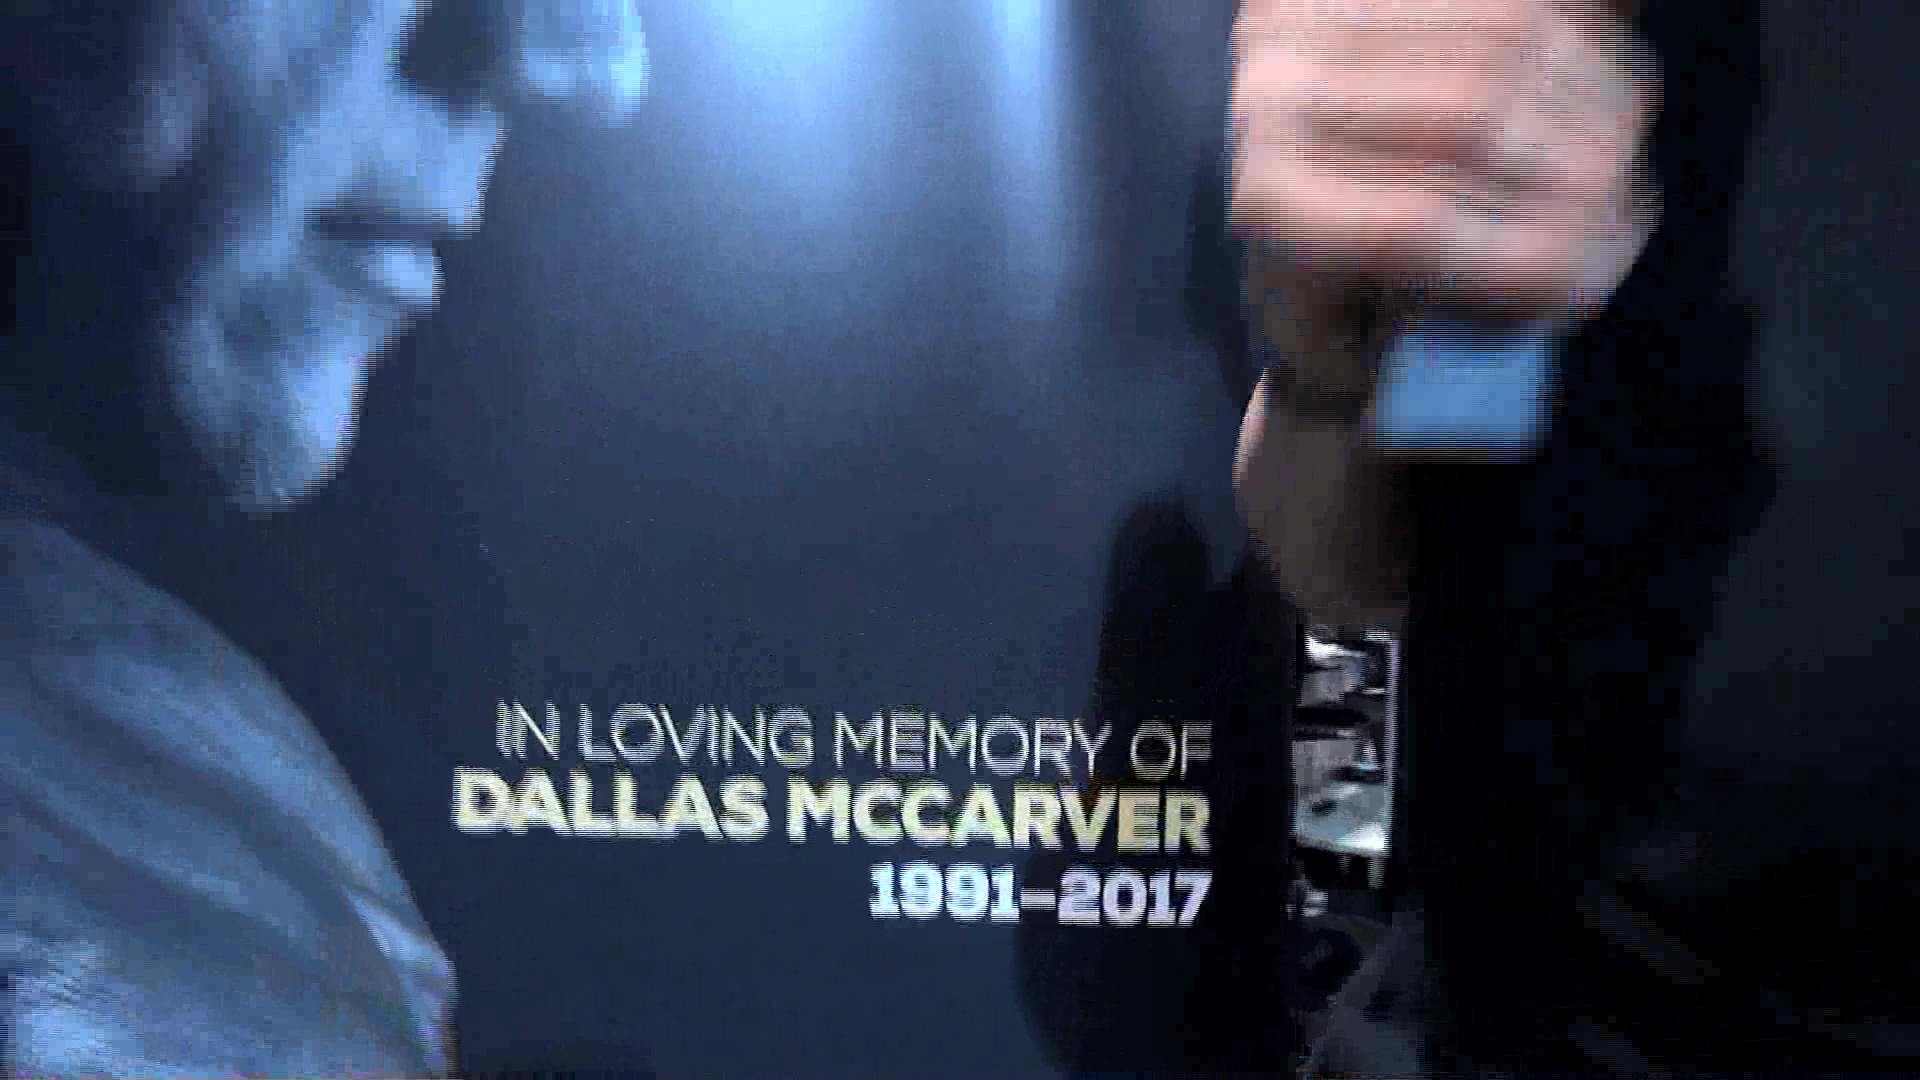 IN LOVING MEMORY OF
DALLAS MCCARVER
1991–2017